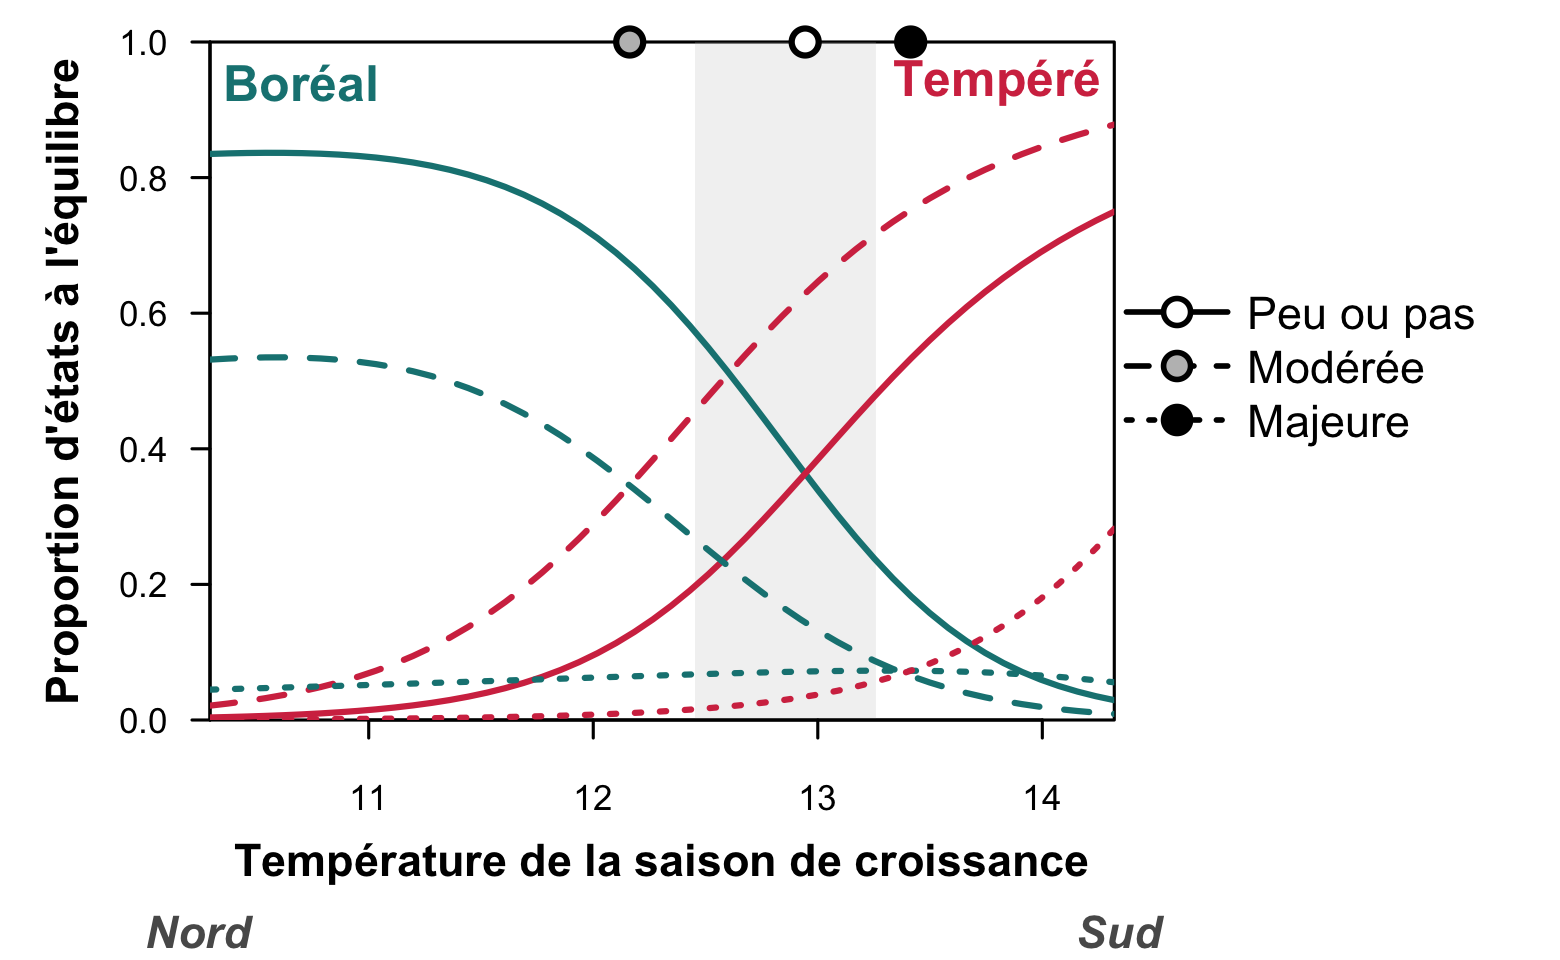 Proportion d'états à l'équilibre
1.0
0.8
0.6
0.4
0.2
0.0
Boréal
Tempéré
Peu ou pas
Modérée
Majeure
11
12
13
14
Température de la saison de croissance
Nord
Sud